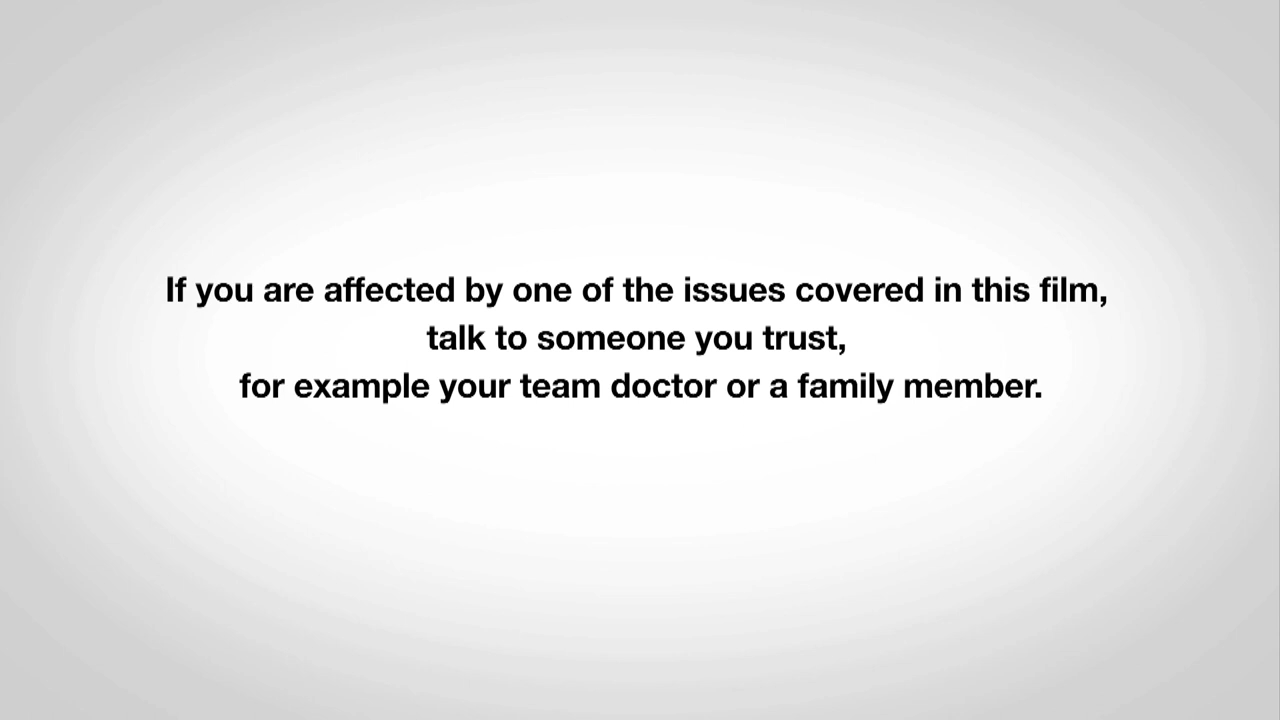 If you are affected by one of the issues covered in this film,
talk to someone you trust,
for example your team doctor or a family member.